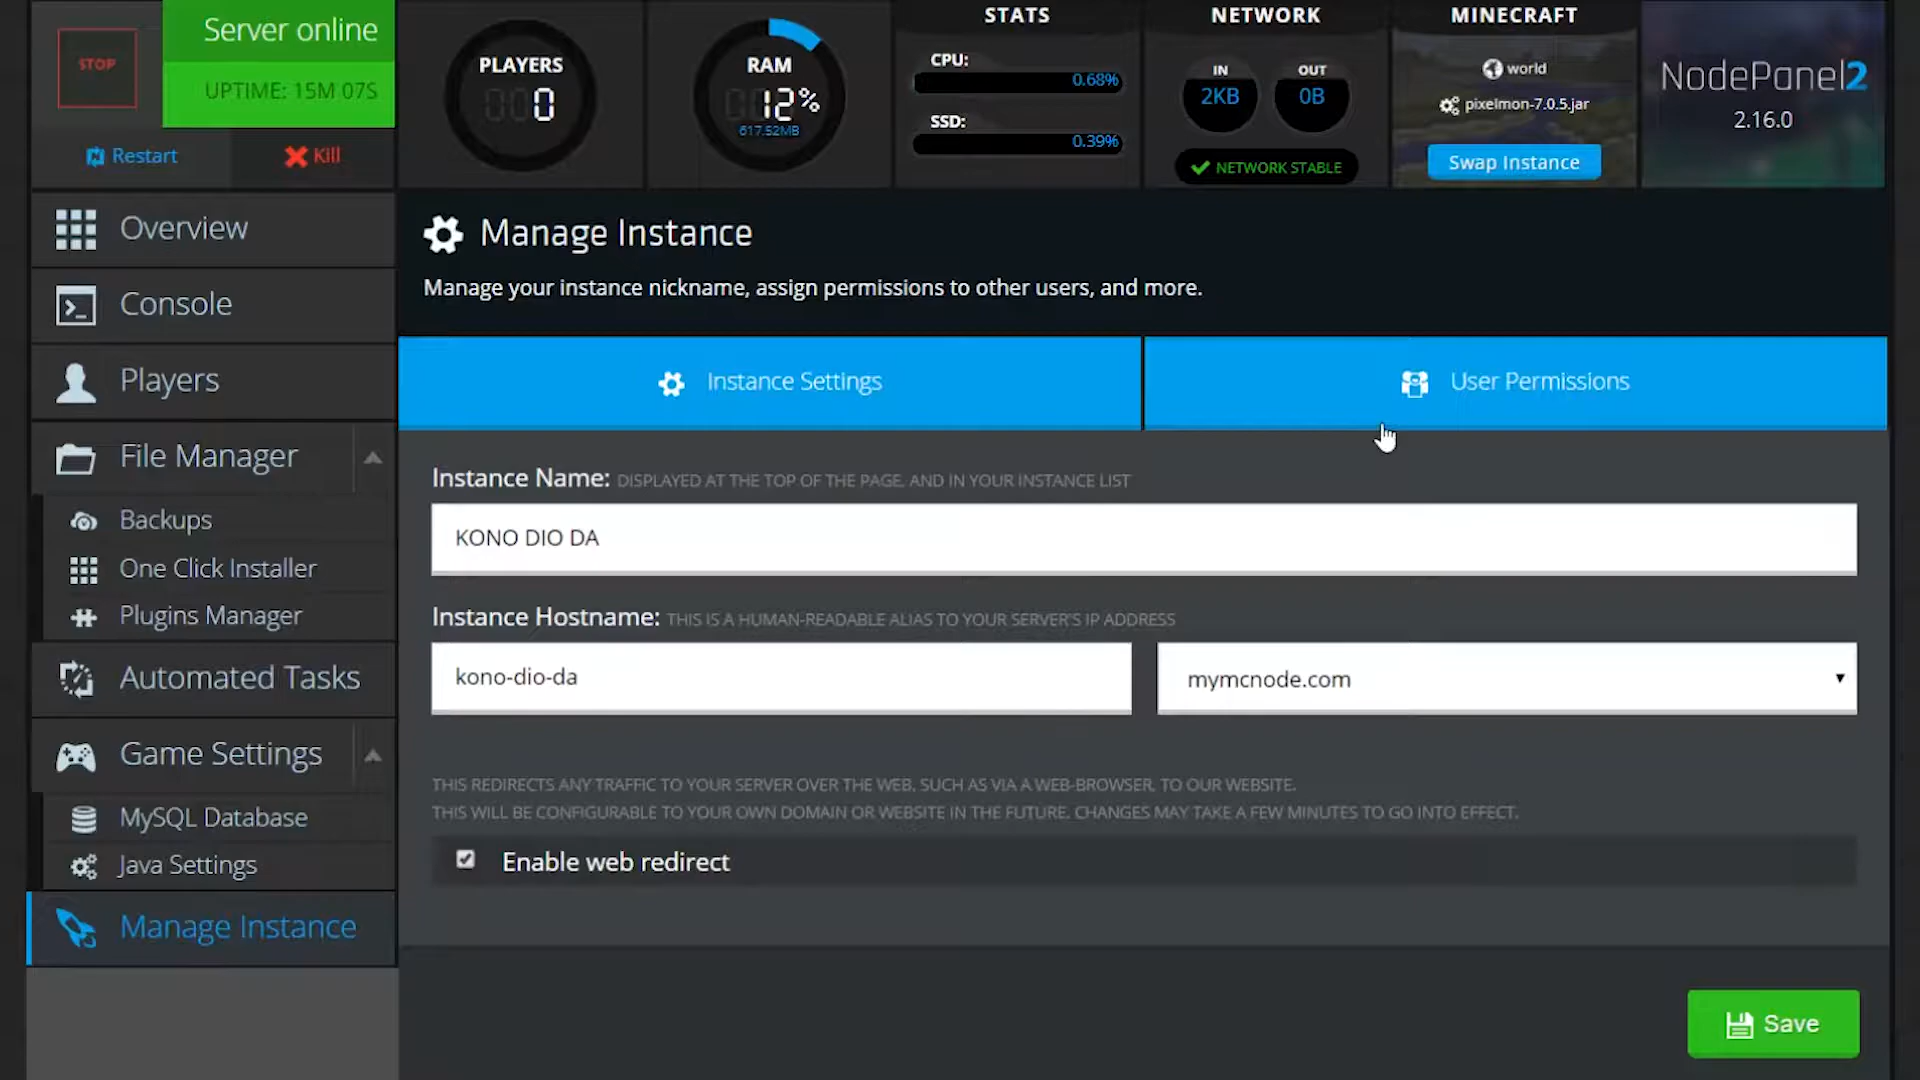 STOP
Server online
UPTIME: 15M 07S
Restart
Kill
PLAYERS
0
RAM
12%
617.52MB
STATS
CPU:
0.68%
SSD:
0.39%
NETWORK
IN
OUT
2KB
0B
NETWORK STABLE
MINECRAFT
world
pixelmon-7.0.5.jar
Swap Instance
NodePanel2
2.16.0
Overview
Console
Players
File Manager
Backups
One Click Installer
Plugins Manager
Automated Tasks
Game Settings
MySQL Database
Java Settings
Manage Instance
Manage Instance
Manage your instance nickname, assign permissions to other users, and more.
Instance Settings
User Permissions
Instance Name: DISPLAYED AT THE TOP OF THE PAGE, AND IN YOUR INSTANCE LIST
KONO DIO DA
Instance Hostname: THIS IS A HUMAN-READABLE ALIAS TO YOUR SERVER'S IP ADDRESS
kono-dio-da
mymcnode.com
THIS REDIRECTS ANY TRAFFIC TO YOUR SERVER OVER THE WEB, SUCH AS VIA A WEB-BROWSER, TO OUR WEBSITE.
THIS WILL BE CONFIGURABLE TO YOUR OWN DOMAIN OR WEBSITE IN THE FUTURE. CHANGES MAY TAKE A FEW MINUTES TO GO INTO EFFECT.
Enable web redirect
Save